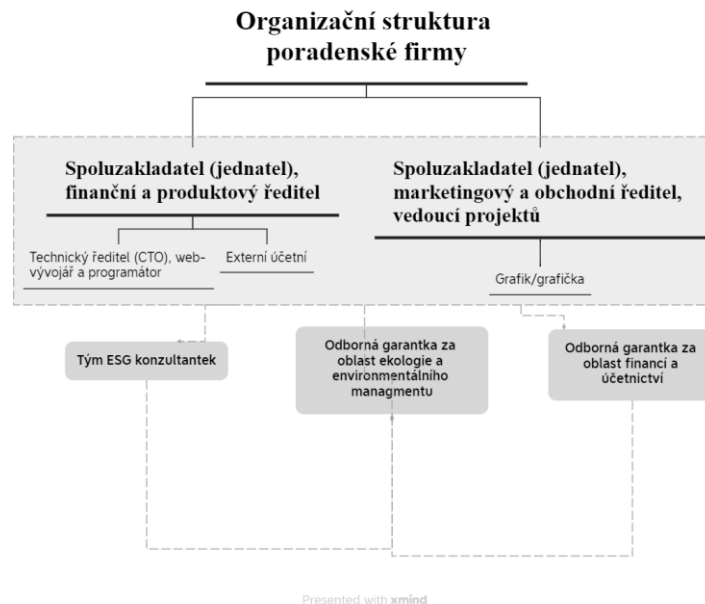 Organizační struktura
poradenské firmy
Spoluzakladatel (jednatel),
finanční a produktový ředitel
Technický ředitel (CTO), web-
vývojář a programátor
Externí účetní
Spoluzakladatel (jednatel),
marketingový a obchodní ředitel,
vedoucí projektů
Grafik/grafička
Tým ESG konzultantek
Odborná garantka za
oblast ekologie a
environmentálního
managmentu
Odborná garantka za
oblast financí a
účetnictví
Presented with xmind